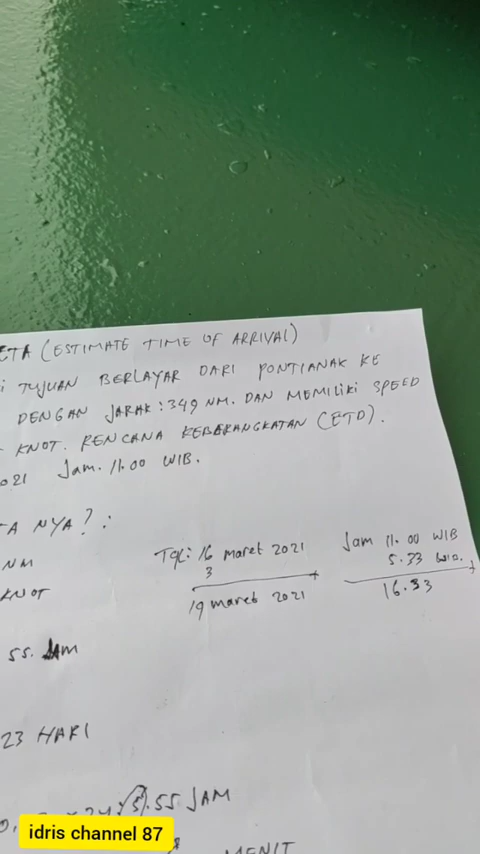 ETA (ESTIMATE TIME OF ARRIVAL)
TUJUAN BERLAYAR DARI PONTIANAK KE
DENGAN JARAK : 349 NM. DAN MEMILIKI SPEED
KNOT. RENCANA KEBERANGKATAN (ETD).
021 Jam. 11.00 WIB.
TA NYA? :
NM
KNOT
55. JAM
23 HARI
Tgl: 16 maret 2021
3
+
19 maret 2021
Jam 11.00 WIB
5.33
+
16.33
55 JAM
MENIT
idris channel 87